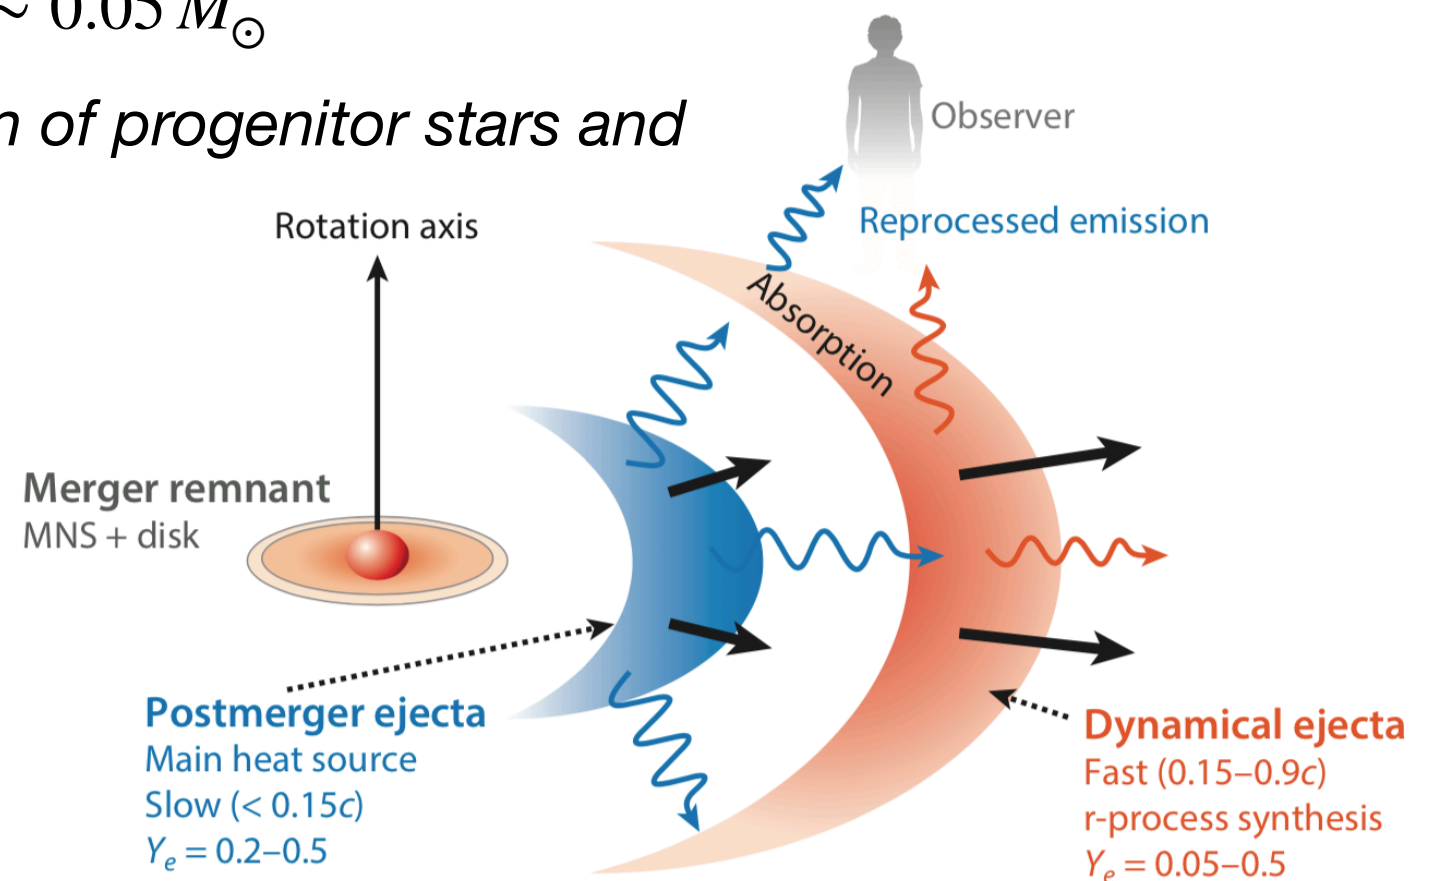 ~ 0.05 M⊙
n of progenitor stars and
Observer
Rotation axis
Reprocessed emission
Absorption
Merger remnant
MNS + disk
Postmerger ejecta
Main heat source
Slow (< 0.15c)
Yₑ = 0.2–0.5
Dynamical ejecta
Fast (0.15–0.9c)
r-process synthesis
Yₑ = 0.05–0.5